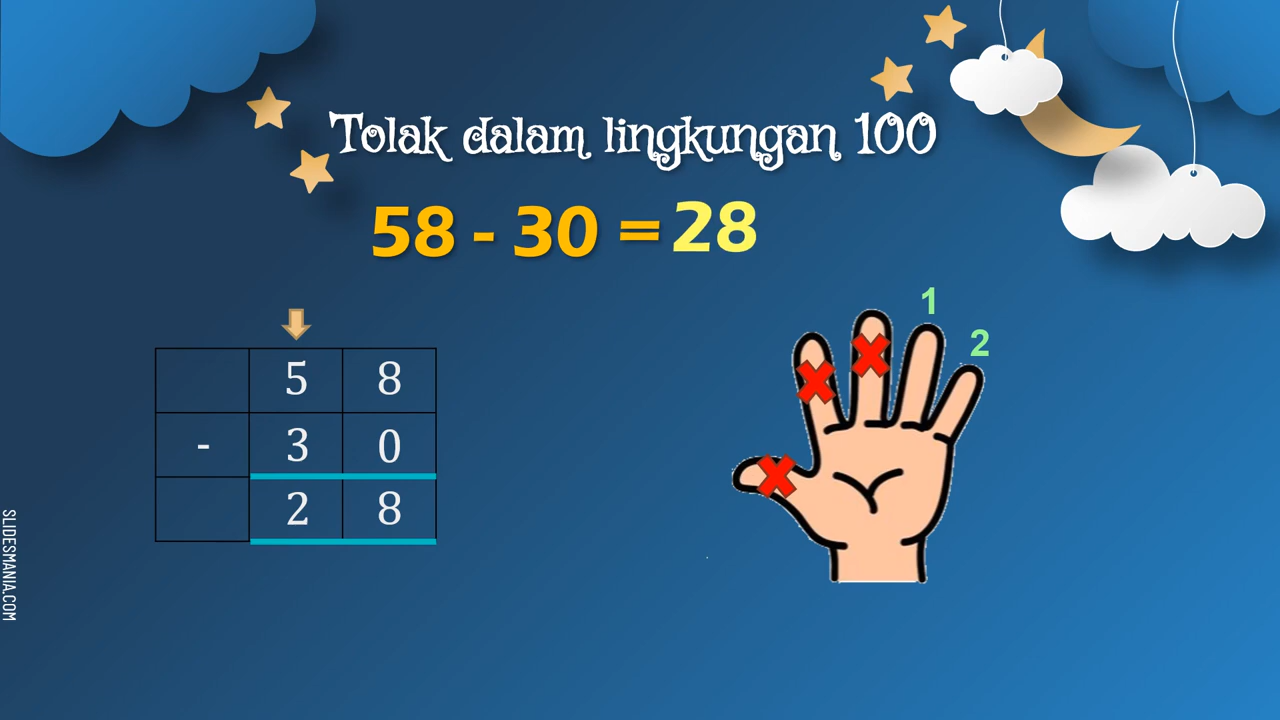 Tolak dalam lingkungan 100
58 - 30 = 28
5 8
- 3 0
2 8
1
2
SLIDESMANIA.COM